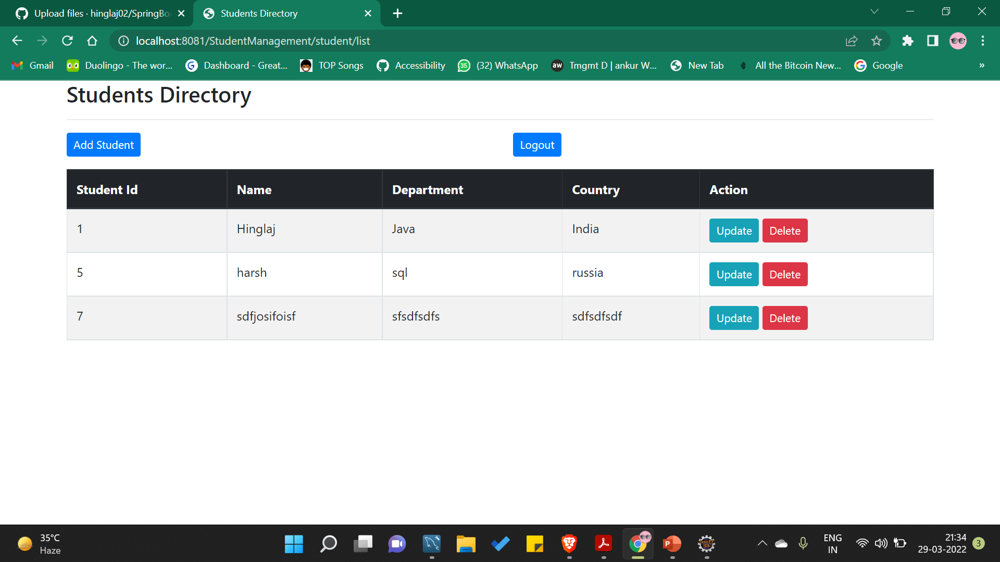 Upload files · hinglaj02/SpringBo
Students Directory
localhost:8081/StudentManagement/student/list
Gmail
Duolingo - The wor...
Dashboard - Great...
TOP Songs
Accessibility
35
(32) WhatsApp
aw
Tmgmt D | ankur W...
New Tab
All the Bitcoin New...
Google
»
Students Directory
Add Student
Logout
Student Id Name Department Country Action
1 Hinglaj Java India Update Delete
5 harsh sql russia Update Delete
7 sdfjosifoisf sfsdfsdfs sdfsdfsdf Update Delete
35°C
Haze
P
Java EE
IDE
ENG
IN
21:34
29-03-2022
3